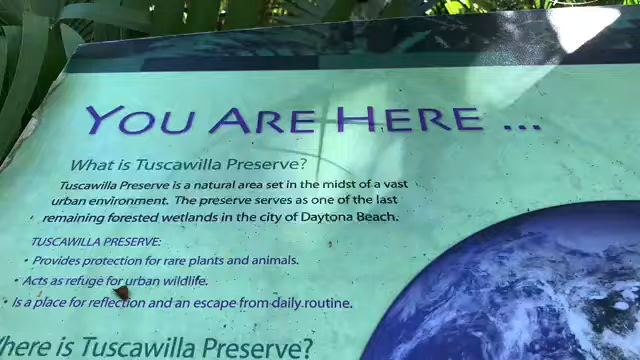 YOU ARE HERE ...
What is Tuscawilla Preserve?
Tuscawilla Preserve is a natural area set in the midst of a vast
urban environment. The preserve serves as one of the last
remaining forested wetlands in the city of Daytona Beach.
TUSCAWILLA PRESERVE:
• Provides protection for rare plants and animals.
• Acts as refuge for urban wildlife.
• Is a place for reflection and an escape from daily routine.
here is Tuscawilla Preserve?